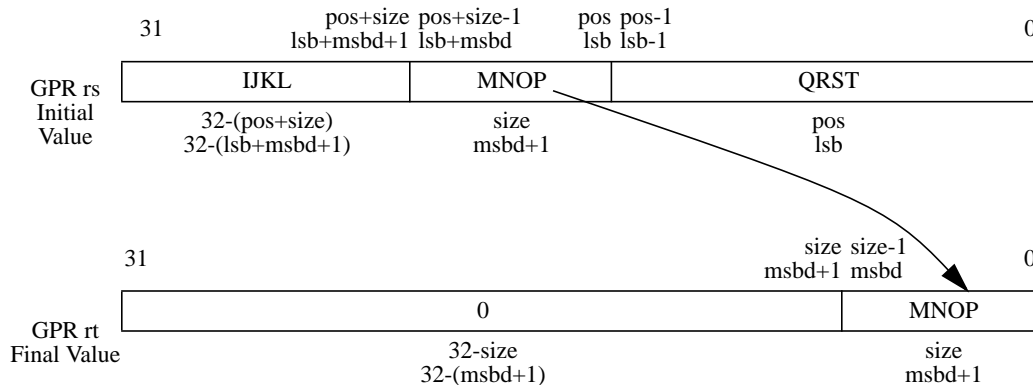 31 pos+size pos+size-1 pos pos-1 0
lsb+msbd+1 lsb+msbd lsb lsb-1
GPR rs
Initial
Value
IJKL MNOP QRST
32-(pos+size) size pos
32-(lsb+msbd+1) msbd+1 lsb
31 size size-1 0
msbd+1 msbd
GPR rt
Final Value
0 MNOP
32-size size
32-(msbd+1) msbd+1